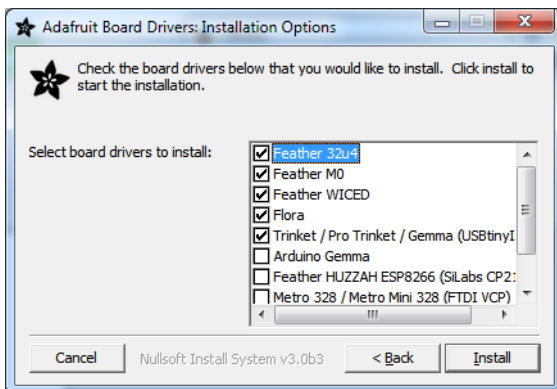 Adafruit Board Drivers: Installation Options
Check the board drivers below that you would like to install. Click install to
start the installation.
Select board drivers to install:
Feather 32u4
Feather M0
Feather WICED
Flora
Trinket / Pro Trinket / Gemma (USBtinyI
Arduino Gemma
Feather HUZZAH ESP8266 (SiLabs CP21
Metro 328 / Metro Mini 328 (FTDI VCP)
Cancel
Nullsoft Install System v3.0b3
< Back
Install